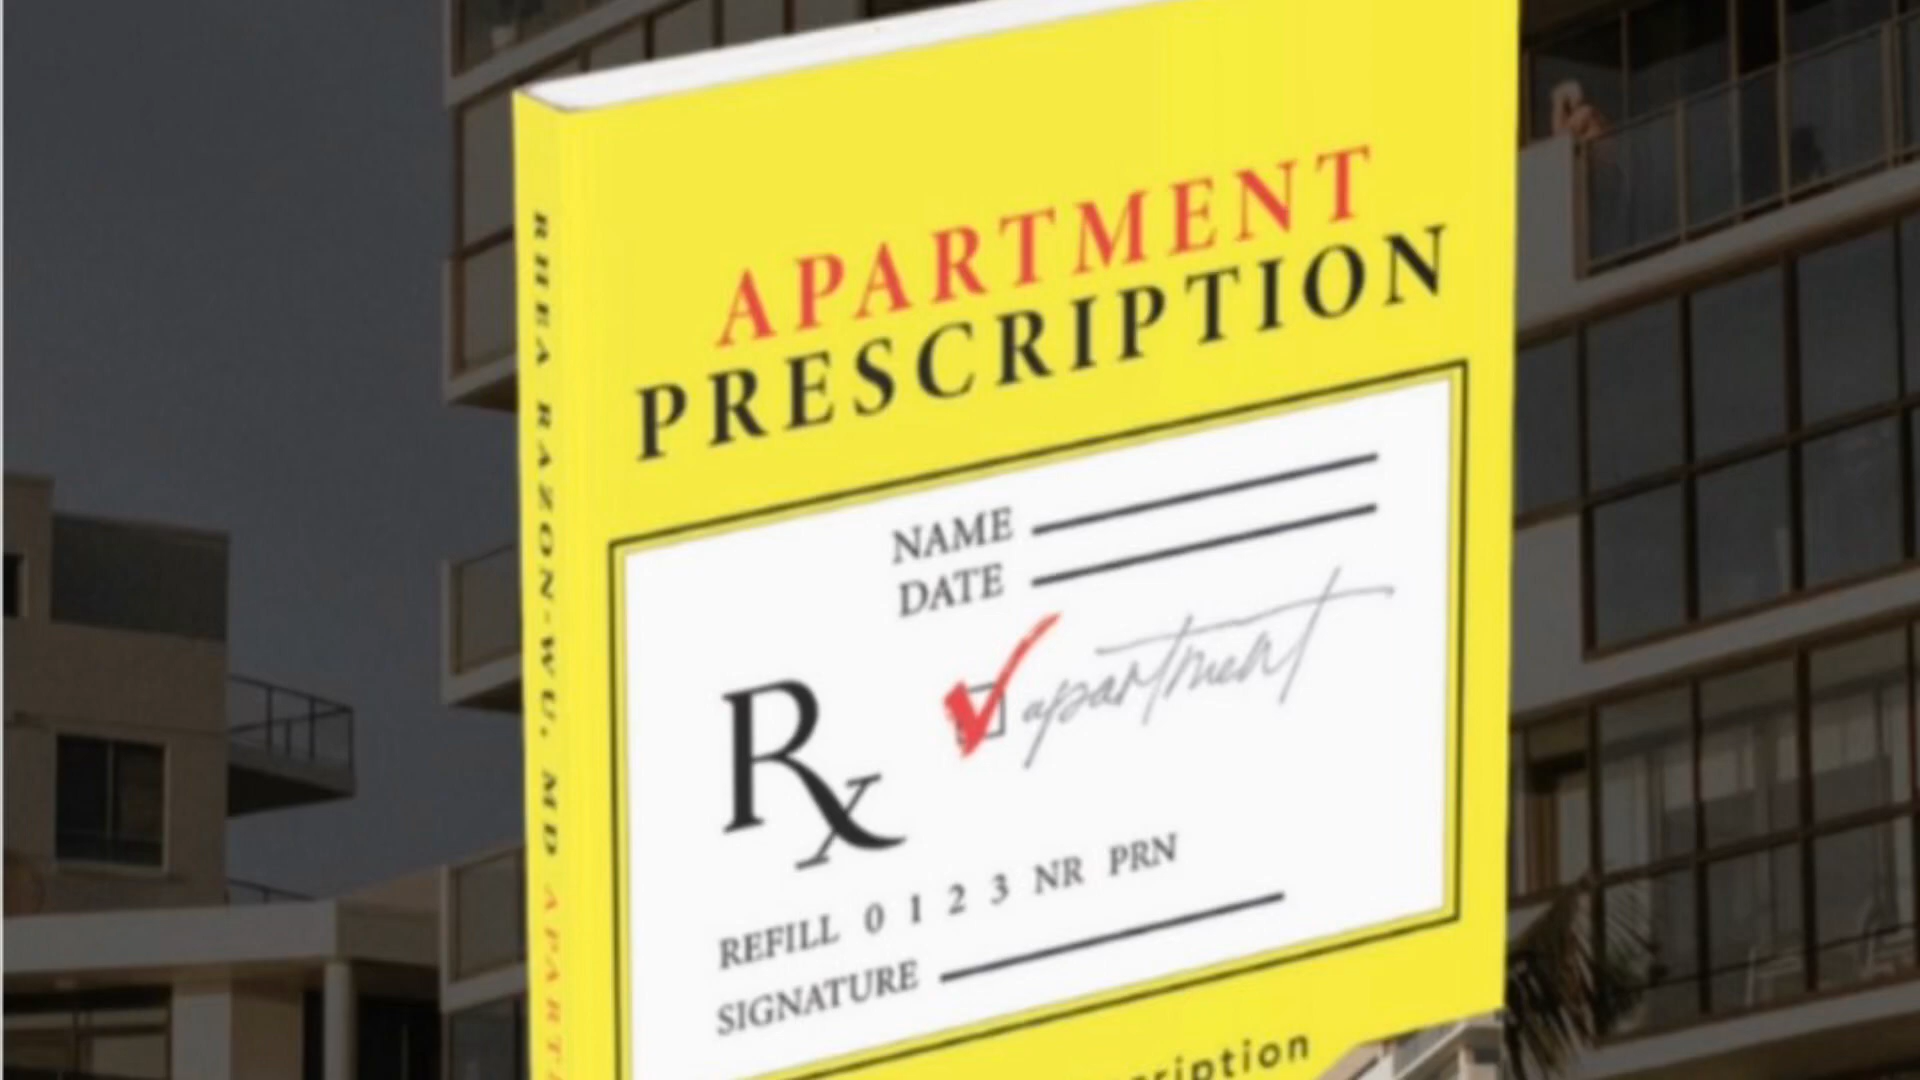 APARTMENT
PRESCRIPTION
NAME
DATE
apartment
Rx
REFILL 0 1 2 3 NR PRN
SIGNATURE
RHEA RAZON-WU, MD